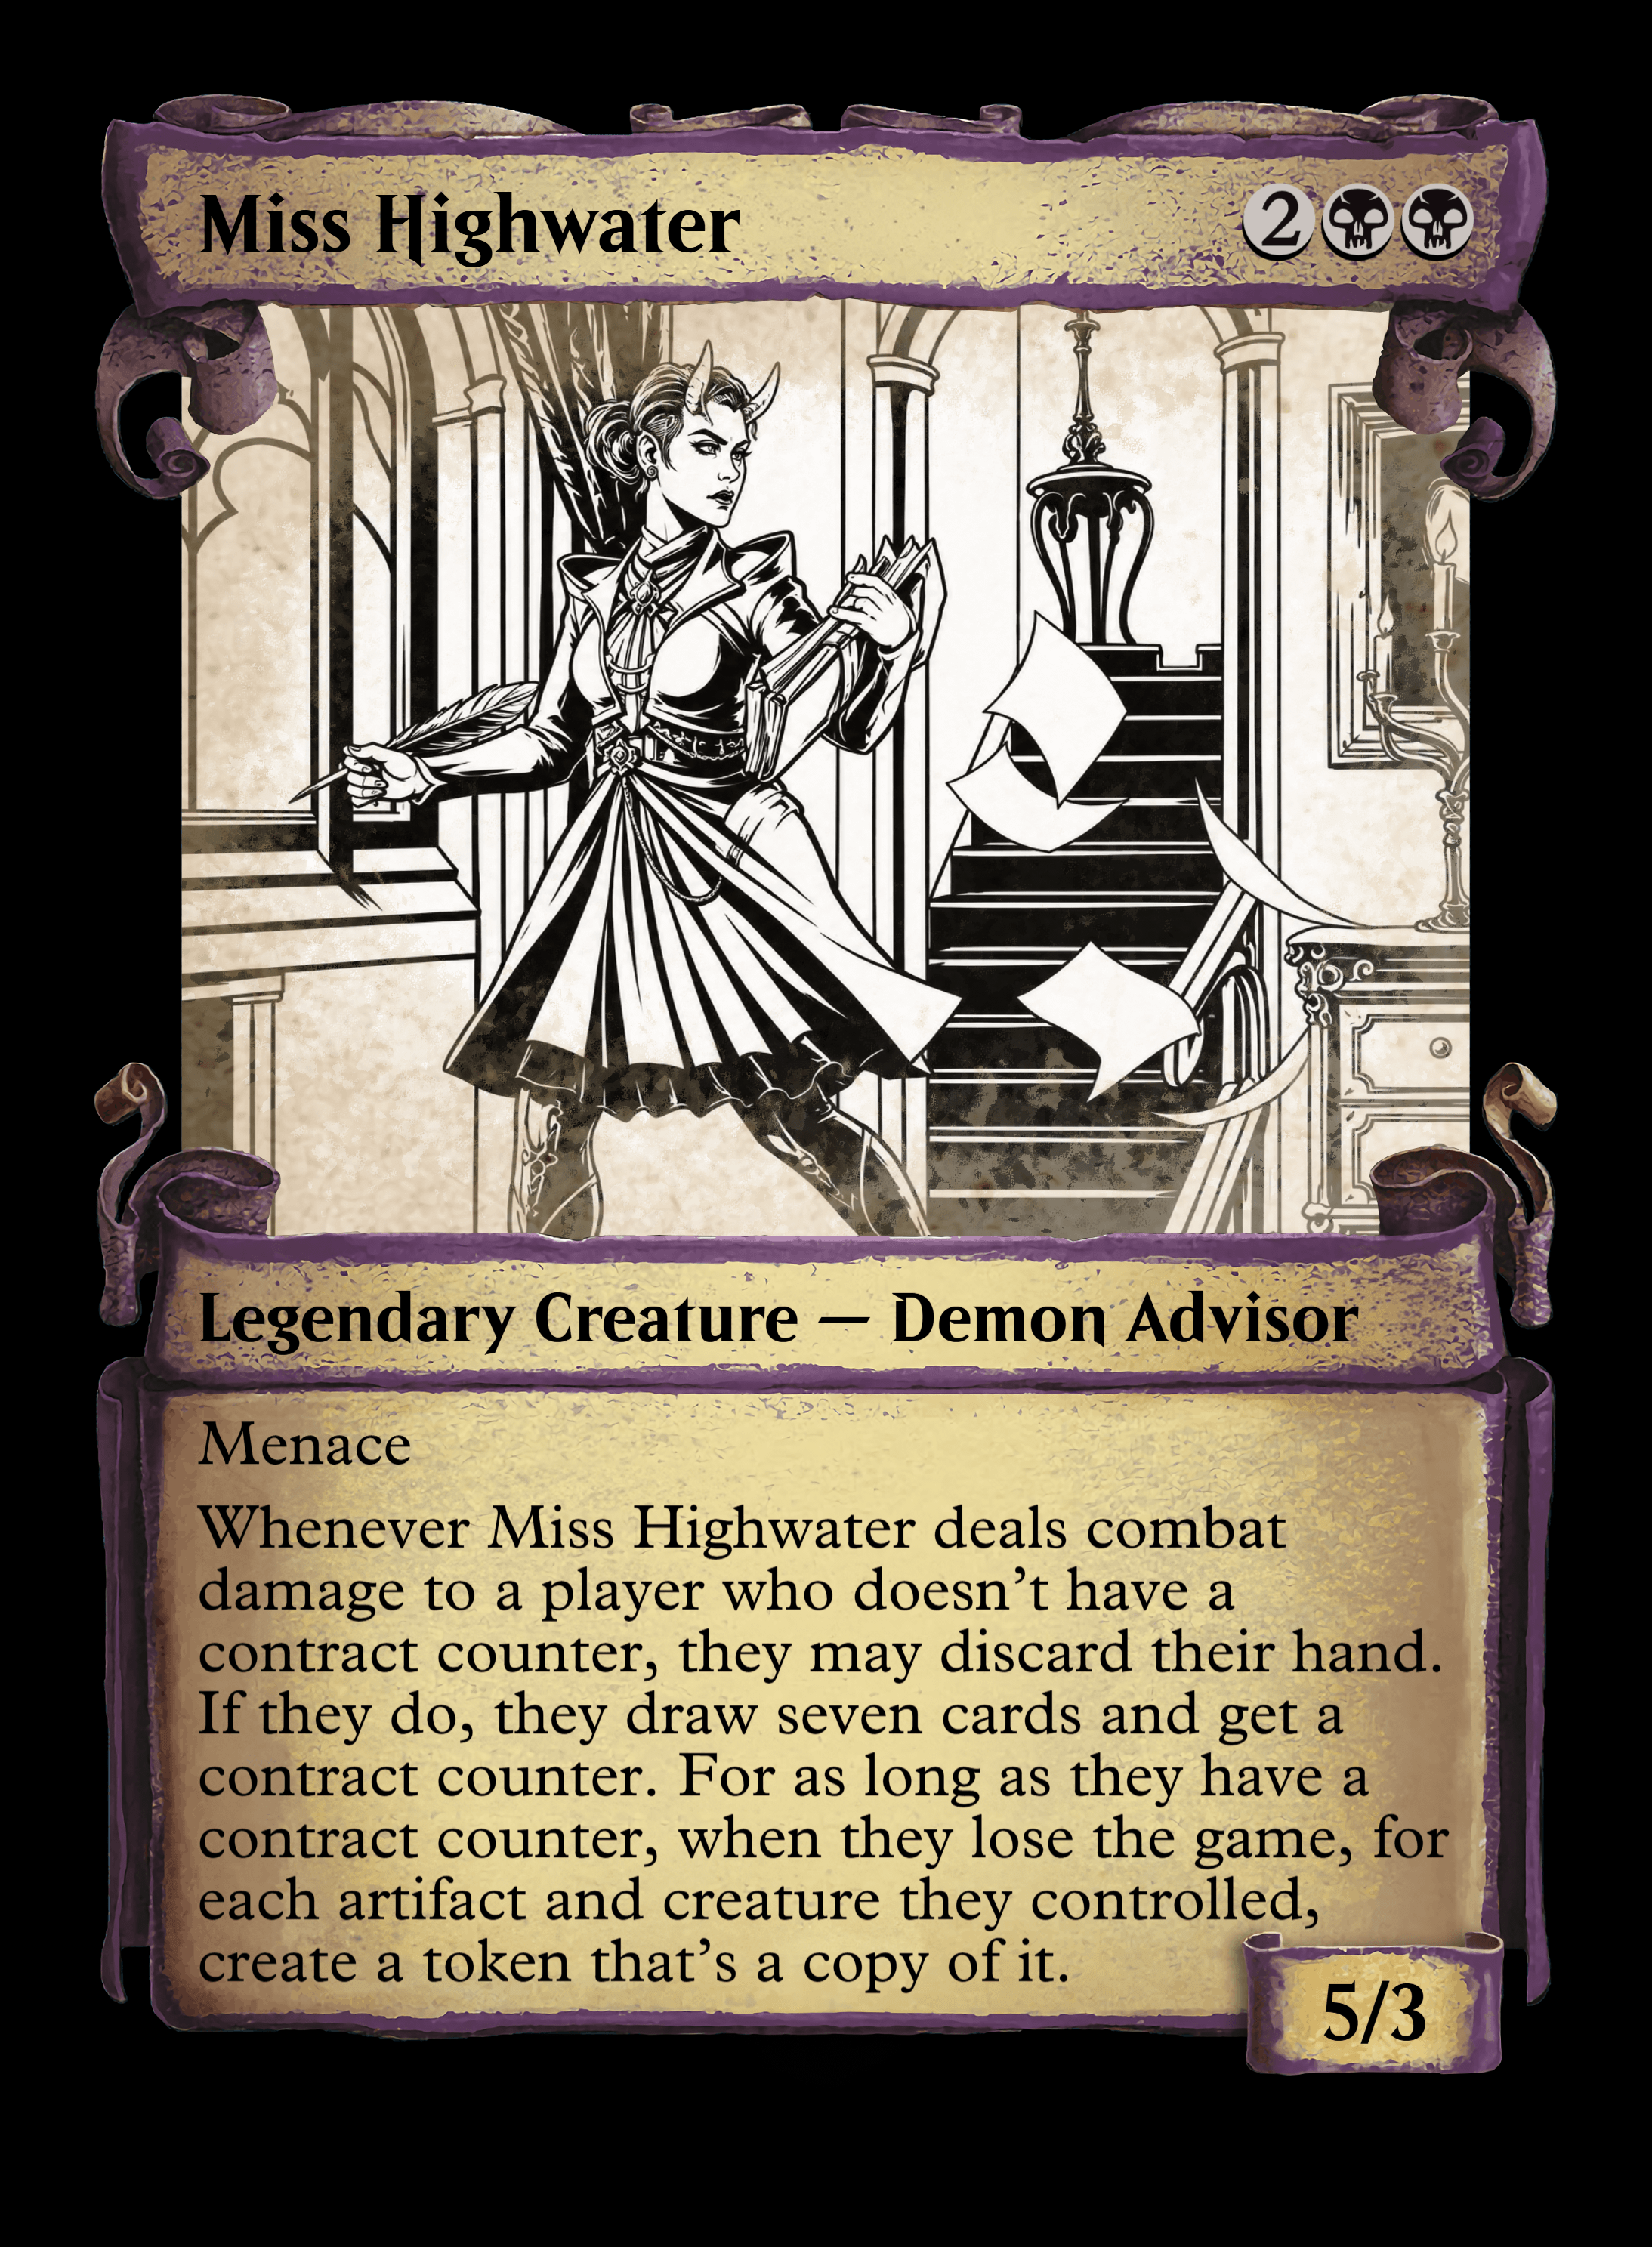 Miss Highwater 2
Legendary Creature — Demon Advisor
Menace
Whenever Miss Highwater deals combat
damage to a player who doesn’t have a
contract counter, they may discard their hand.
If they do, they draw seven cards and get a
contract counter. For as long as they have a
contract counter, when they lose the game, for
each artifact and creature they controlled,
create a token that’s a copy of it.
5/3